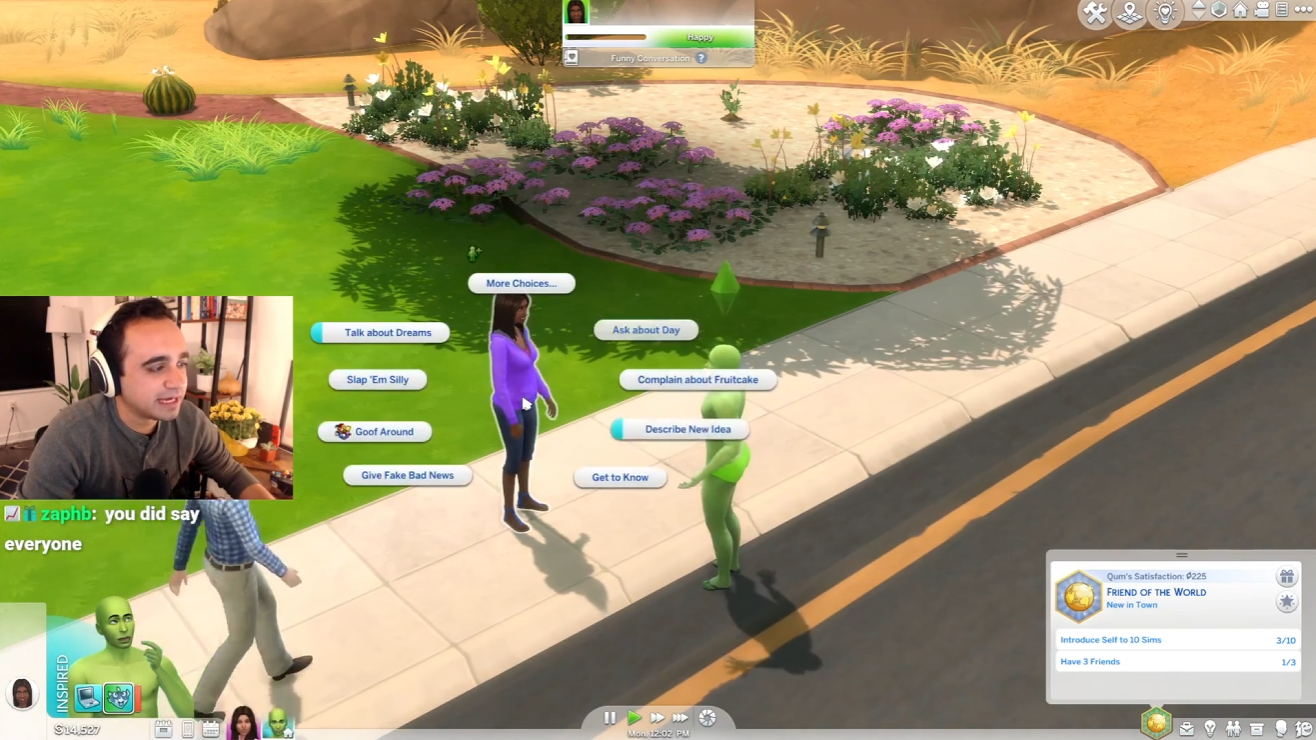 Happy
Funny Conversation ?
More Choices...
Talk about Dreams
Ask about Day
Slap 'Em Silly
Complain about Fruitcake
Goof Around
Describe New Idea
Give Fake Bad News
Get to Know
zaphb: you did say
everyone
Qum's Satisfaction: 225
FRIEND OF THE WORLD
New in Town
Introduce Self to 10 Sims 3/10
Have 3 Friends 1/3
INSPIRED
§14,527
Mon. 12:02 PM